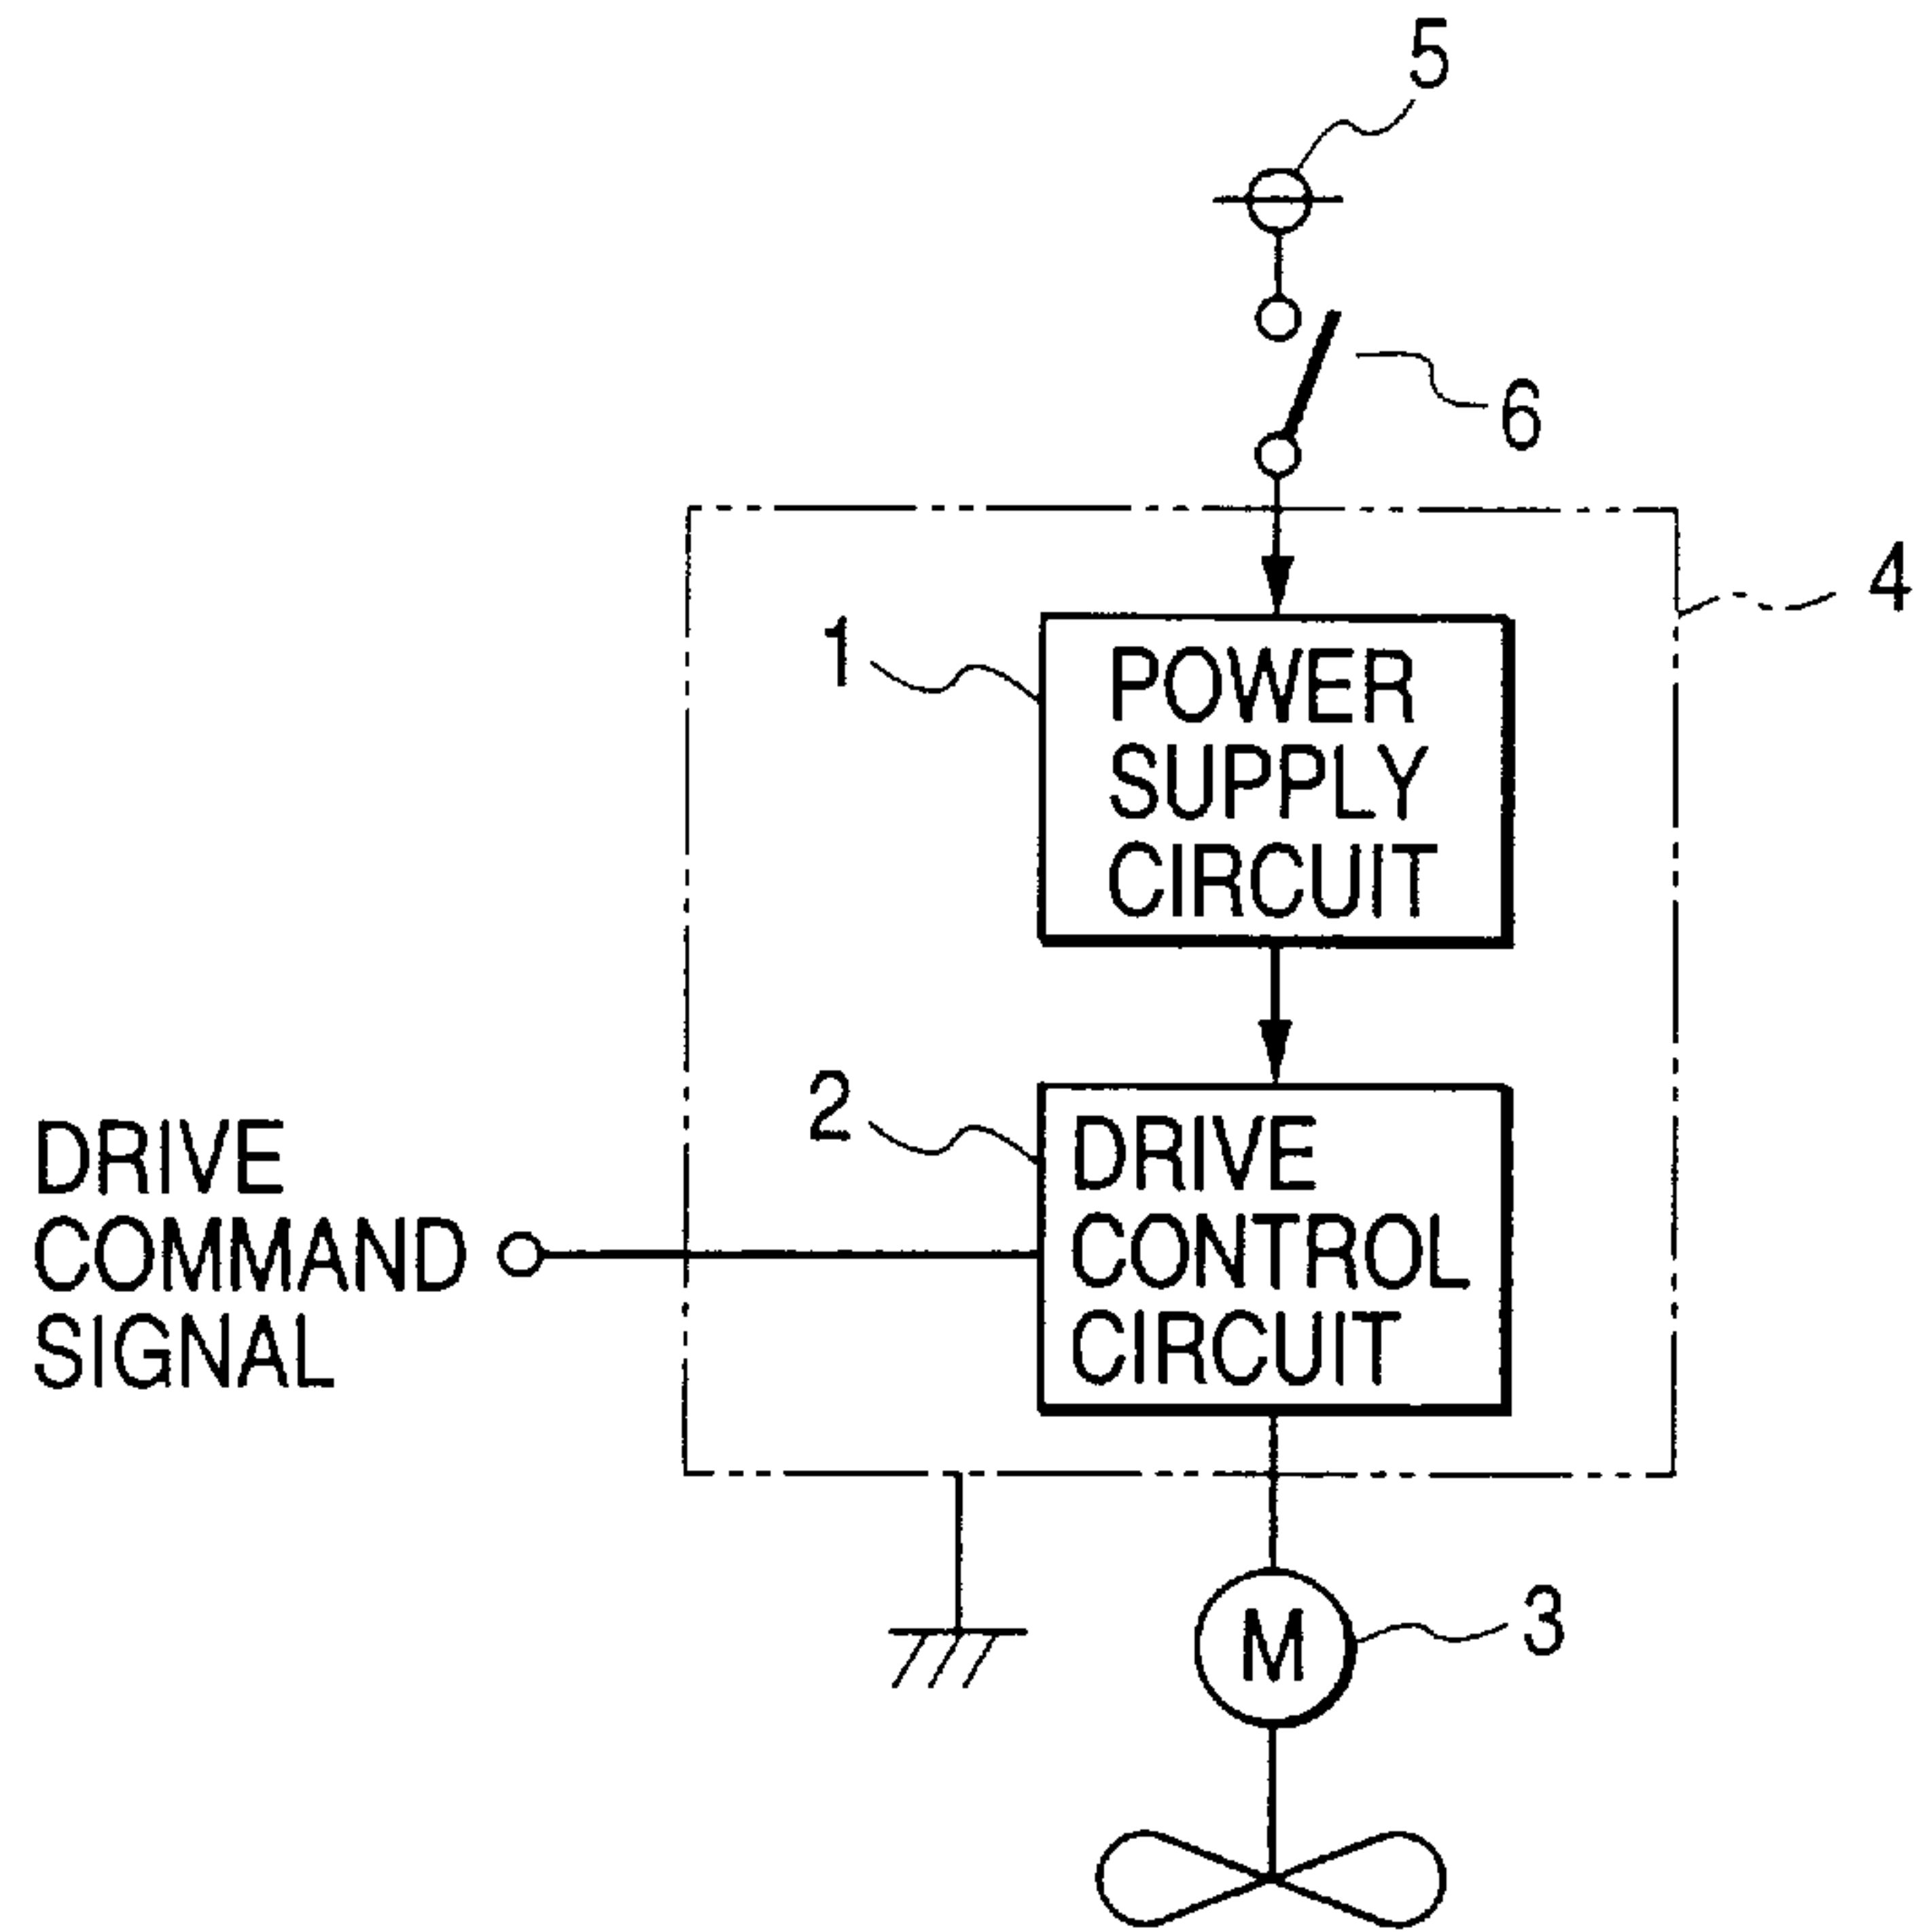 5
6
4
1
POWER
SUPPLY
CIRCUIT
2
DRIVE
CONTROL
CIRCUIT
DRIVE
COMMAND
SIGNAL
M
3